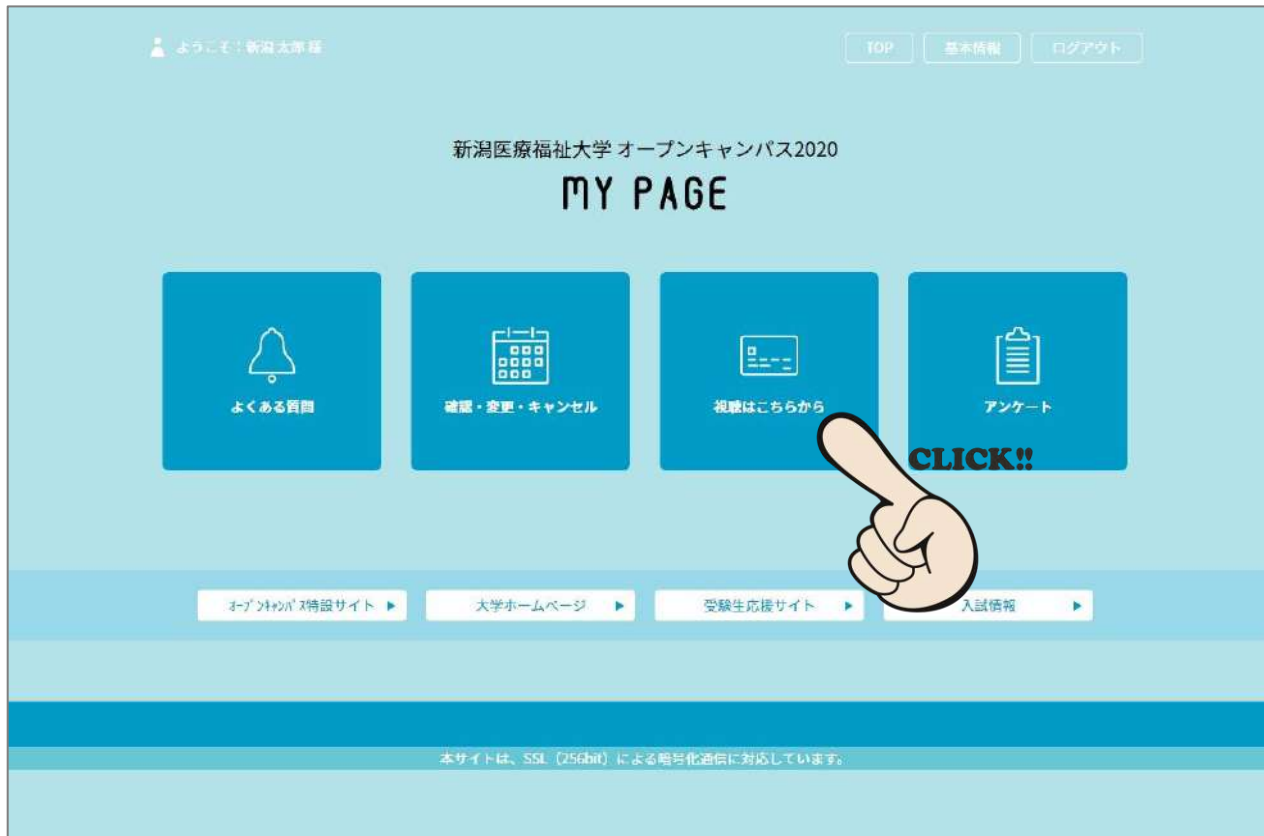 ようこそ:新潟太郎 様
TOP 基本情報 ログアウト
新潟医療福祉大学 オープンキャンパス2020
MY PAGE
よくある質問
確認・変更・キャンセル
視聴はこちらから
アンケート
CLICK!!
ｵｰﾌﾟﾝｷｬﾝﾊﾟｽ特設サイト ▶
大学ホームページ ▶
受験生応援サイト ▶
入試情報 ▶
本サイトは、SSL（256bit）による暗号化通信に対応しています。